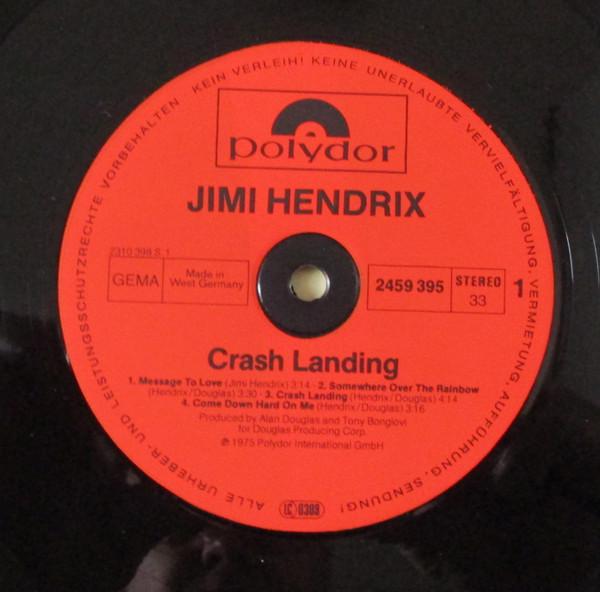 ALLE URHEBER- UND LEISTUNGSSCHUTZRECHTE VORBEHALTEN KEIN VERLEIH! KEINE UNERLAUBTE VERVIELFÄLTIGUNG, VERMIETUNG, AUFFÜHRUNG, SENDUNG!
polydor
JIMI HENDRIX
2310 398 S 1
GEMA
Made in
West Germany
2459 395
STEREO
33
1
Crash Landing
1. Message To Love (Jimi Hendrix) 3:14 · 2. Somewhere Over The Rainbow
(Hendrix/Douglas) 3:30 · 3. Crash Landing (Hendrix/Douglas) 4:14
4. Come Down Hard On Me (Hendrix/Douglas) 3:16
Produced by Alan Douglas and Tony Bongiovi
for Douglas Producing Corp.
℗ 1975 Polydor International GmbH
LC 0309